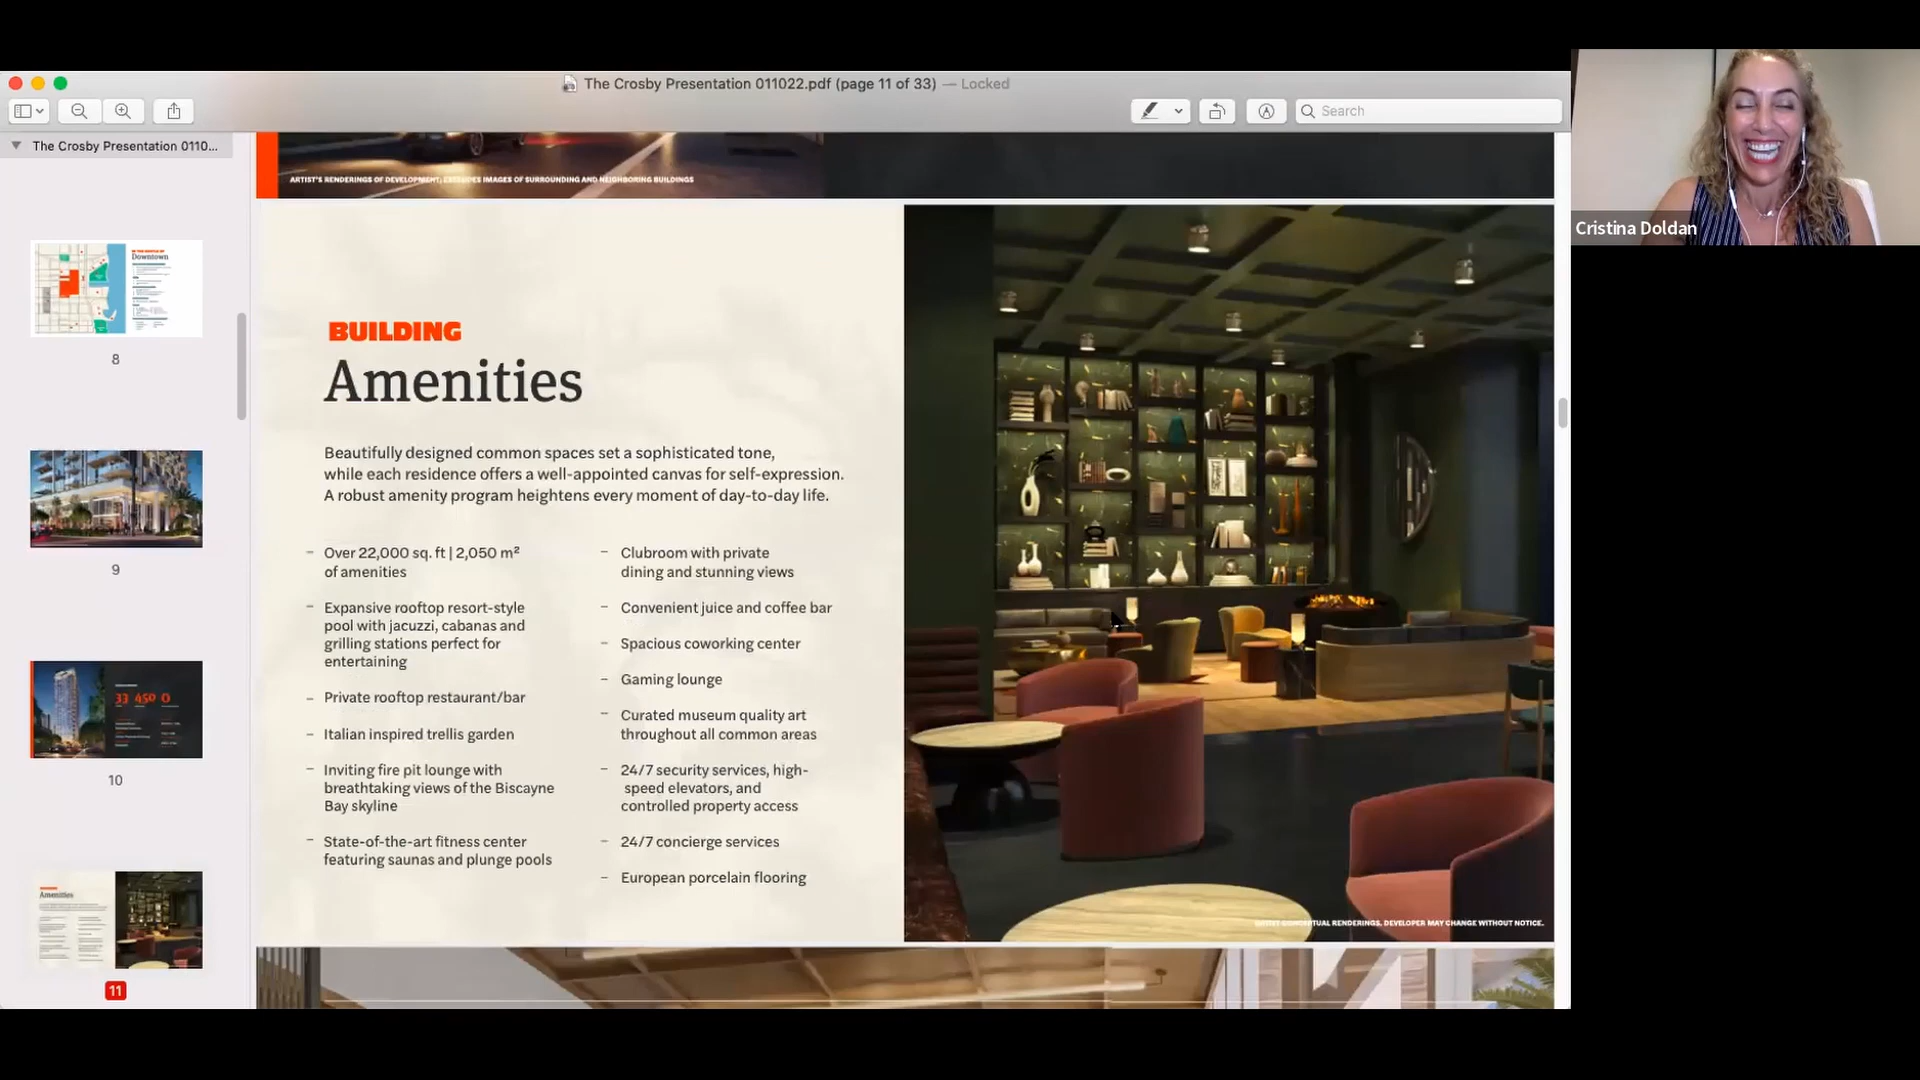 The Crosby Presentation 011022.pdf (page 11 of 33) — Locked
Search
The Crosby Presentation 0110...
8
9
10
11
ARTIST'S RENDERINGS OF DEVELOPMENT; EXCLUDES IMAGES OF SURROUNDING AND NEIGHBORING BUILDINGS
BUILDING
Amenities
Beautifully designed common spaces set a sophisticated tone,
while each residence offers a well-appointed canvas for self-expression.
A robust amenity program heightens every moment of day-to-day life.
– Over 22,000 sq. ft | 2,050 m²
of amenities
– Expansive rooftop resort-style
pool with jacuzzi, cabanas and
grilling stations perfect for
entertaining
– Private rooftop restaurant/bar
– Italian inspired trellis garden
– Inviting fire pit lounge with
breathtaking views of the Biscayne
Bay skyline
– State-of-the-art fitness center
featuring saunas and plunge pools
– Clubroom with private
dining and stunning views
– Convenient juice and coffee bar
– Spacious coworking center
– Gaming lounge
– Curated museum quality art
throughout all common areas
– 24/7 security services, high-
speed elevators, and
controlled property access
– 24/7 concierge services
– European porcelain flooring
ARTIST CONCEPTUAL RENDERINGS. DEVELOPER MAY CHANGE WITHOUT NOTICE.
Cristina Doldan
Downtown
33 450 0
Amenities